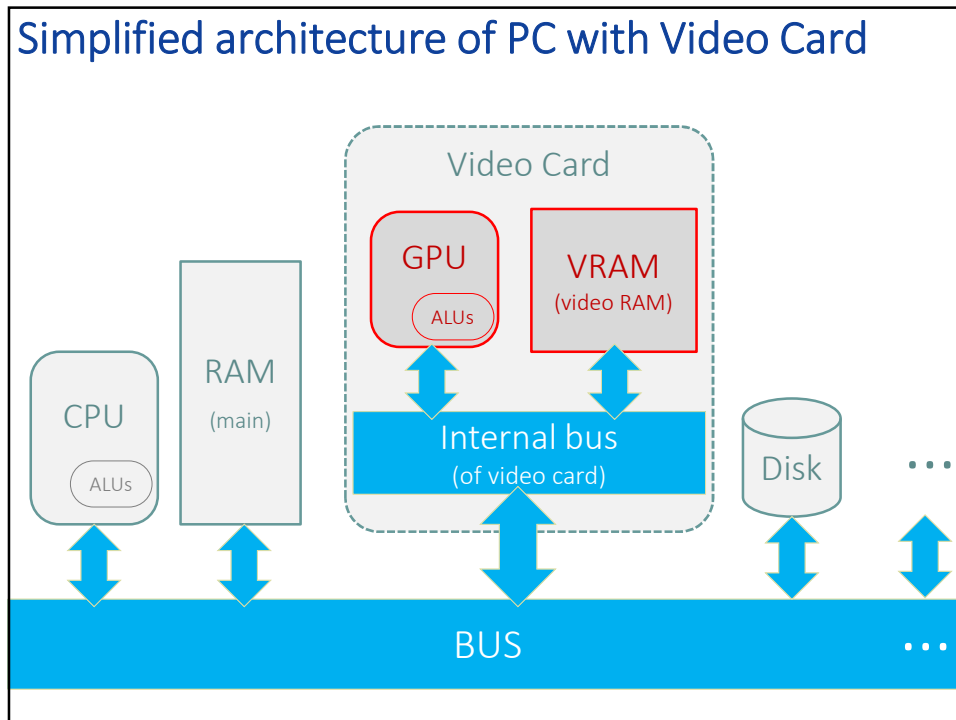 Simplified architecture of PC with Video Card
Video Card
GPU
ALUs
VRAM
(video RAM)
RAM
(main)
CPU
ALUs
Internal bus
(of video card)
Disk
...
BUS
...